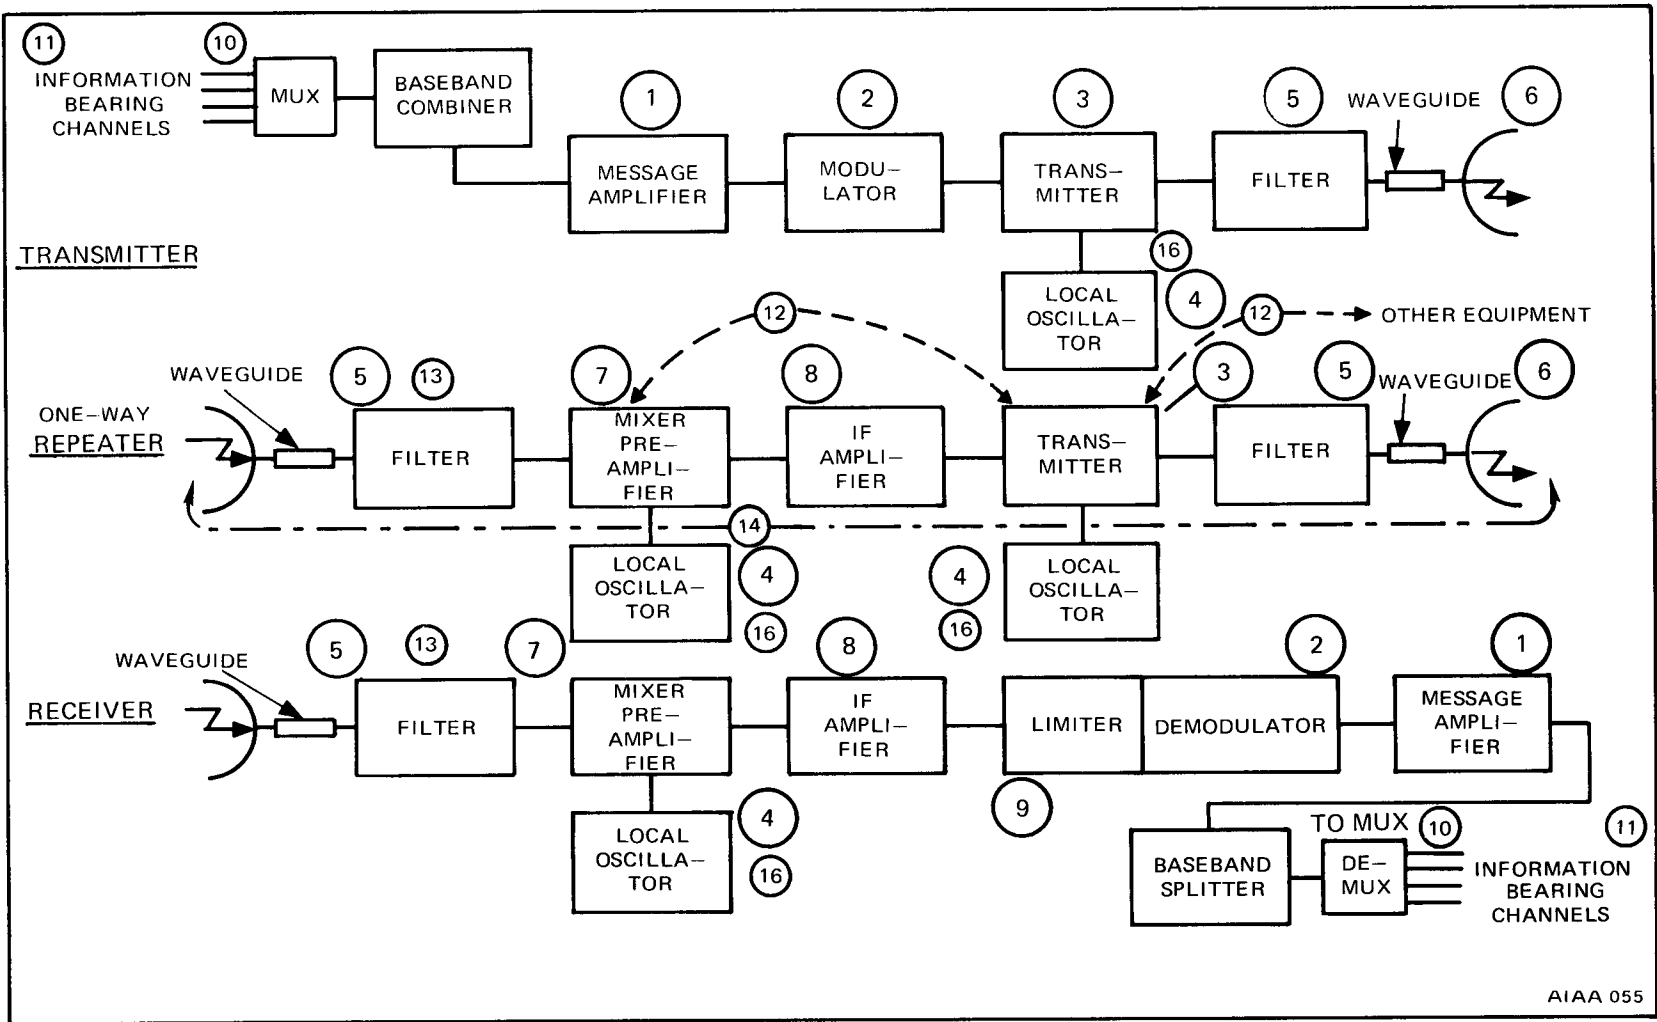 11
10
INFORMATION
BEARING
CHANNELS
MUX
BASEBAND
COMBINER
1
2
3
5
WAVEGUIDE
6
MESSAGE
AMPLIFIER
MODU–
LATOR
TRANS–
MITTER
FILTER
TRANSMITTER
16
LOCAL
OSCILLA–
TOR
4
12
12
OTHER EQUIPMENT
WAVEGUIDE
5
13
7
8
3
5
WAVEGUIDE
6
ONE–WAY
REPEATER
FILTER
MIXER
PRE–
AMPLI–
FIER
IF
AMPLI–
FIER
TRANS–
MITTER
FILTER
14
LOCAL
OSCILLA–
TOR
4
16
4
16
LOCAL
OSCILLA–
TOR
WAVEGUIDE
5
13
7
8
2
1
RECEIVER
FILTER
MIXER
PRE–
AMPLI–
FIER
IF
AMPLI–
FIER
LIMITER
DEMODULATOR
MESSAGE
AMPLI–
FIER
9
LOCAL
OSCILLA–
TOR
4
16
TO MUX
10
11
BASEBAND
SPLITTER
DE–
MUX
INFORMATION
BEARING
CHANNELS
AIAA 055